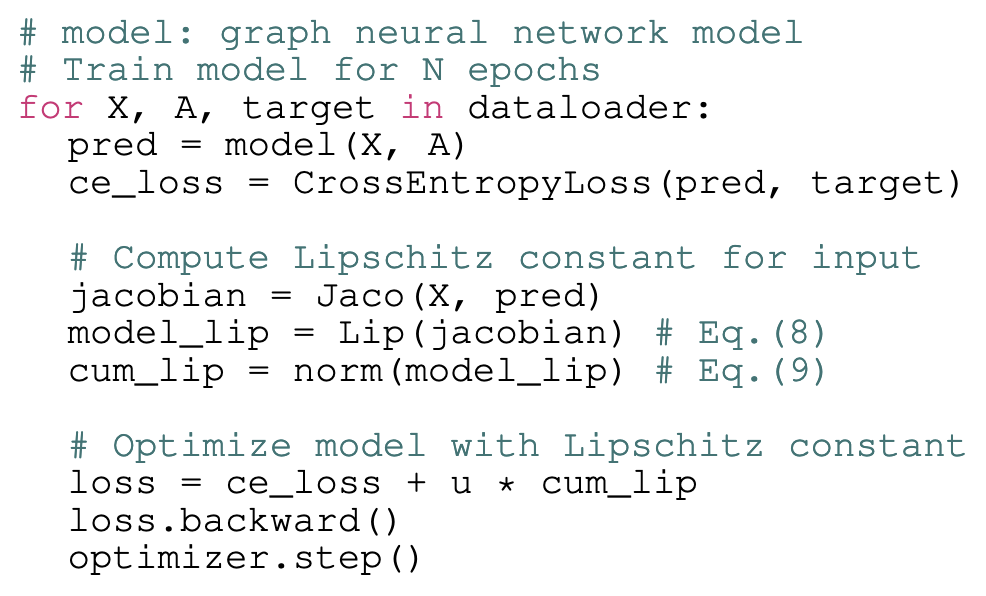 # model: graph neural network model
# Train model for N epochs
for X, A, target in dataloader:
pred = model(X, A)
ce_loss = CrossEntropyLoss(pred, target)
# Compute Lipschitz constant for input
jacobian = Jaco(X, pred)
model_lip = Lip(jacobian) # Eq.(8)
cum_lip = norm(model_lip) # Eq.(9)
# Optimize model with Lipschitz constant
loss = ce_loss + u * cum_lip
loss.backward()
optimizer.step()